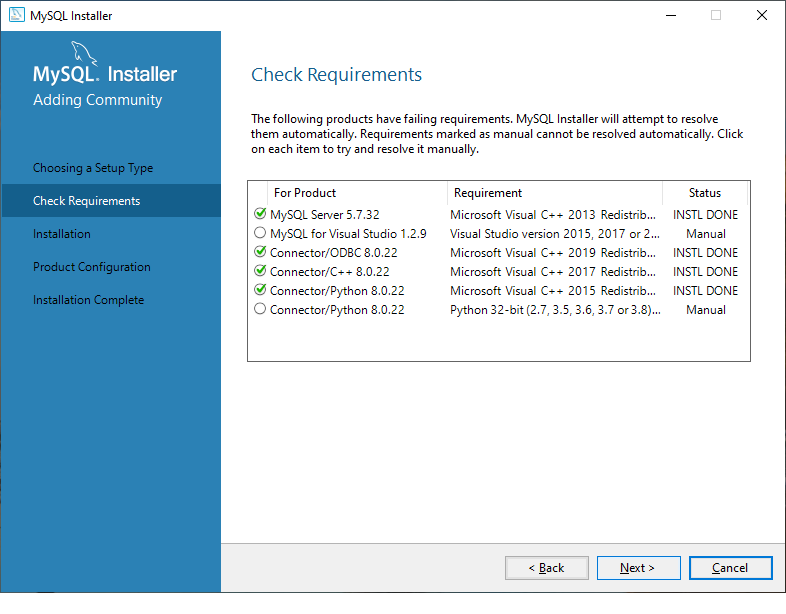 MySQL Installer
MySQL® Installer
Adding Community
Choosing a Setup Type
Check Requirements
Installation
Product Configuration
Installation Complete
Check Requirements
The following products have failing requirements. MySQL Installer will attempt to resolve
them automatically. Requirements marked as manual cannot be resolved automatically. Click
on each item to try and resolve it manually.
For Product Requirement Status
MySQL Server 5.7.32 Microsoft Visual C++ 2013 Redistrib... INSTL DONE
MySQL for Visual Studio 1.2.9 Visual Studio version 2015, 2017 or 2... Manual
Connector/ODBC 8.0.22 Microsoft Visual C++ 2019 Redistrib... INSTL DONE
Connector/C++ 8.0.22 Microsoft Visual C++ 2017 Redistrib... INSTL DONE
Connector/Python 8.0.22 Microsoft Visual C++ 2015 Redistrib... INSTL DONE
Connector/Python 8.0.22 Python 32-bit (2.7, 3.5, 3.6, 3.7 or 3.8)... Manual
< Back Next > Cancel